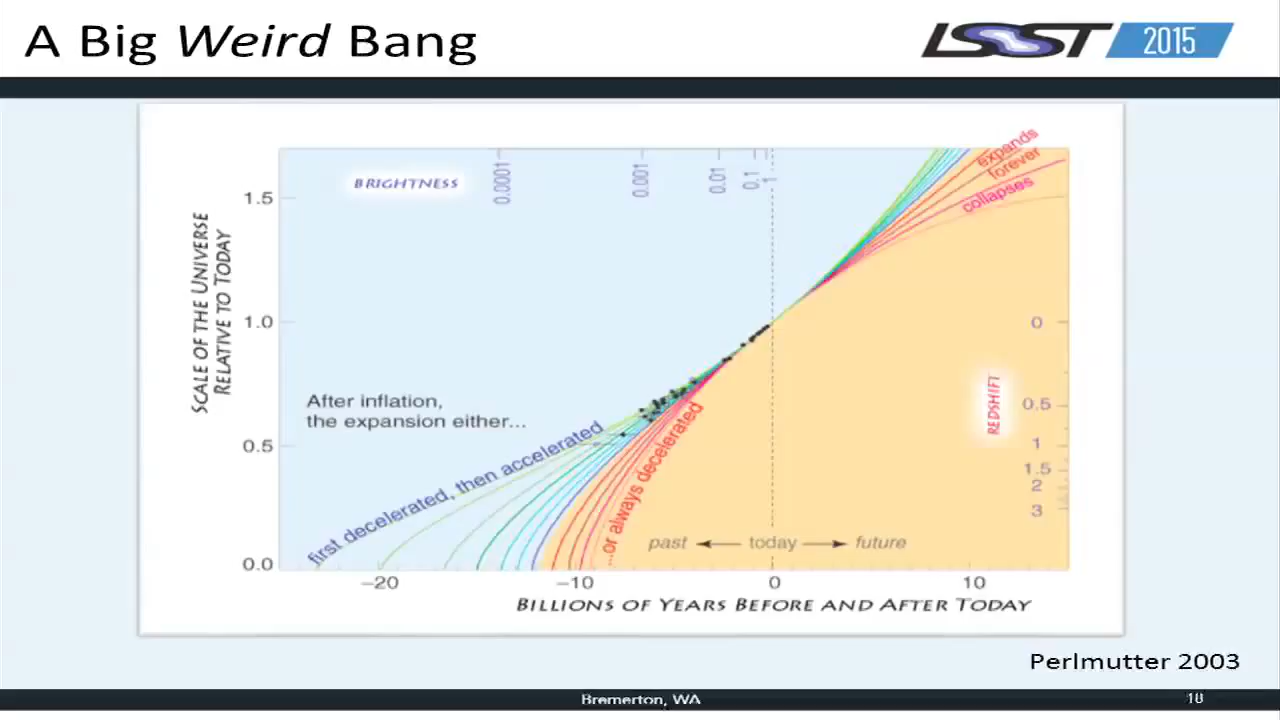 A Big Weird Bang
LSST 2015
BRIGHTNESS
0.0001
0.001
0.01
0.1
1
expands
forever
collapses
1.5
1.0
0.5
0.0
SCALE OF THE UNIVERSE
RELATIVE TO TODAY
After inflation,
the expansion either...
first decelerated, then accelerated
...or always decelerated
0
0.5
1
1.5
2
3
REDSHIFT
past today future
−20
−10
0
10
BILLIONS OF YEARS BEFORE AND AFTER TODAY
Perlmutter 2003
Bremerton, WA